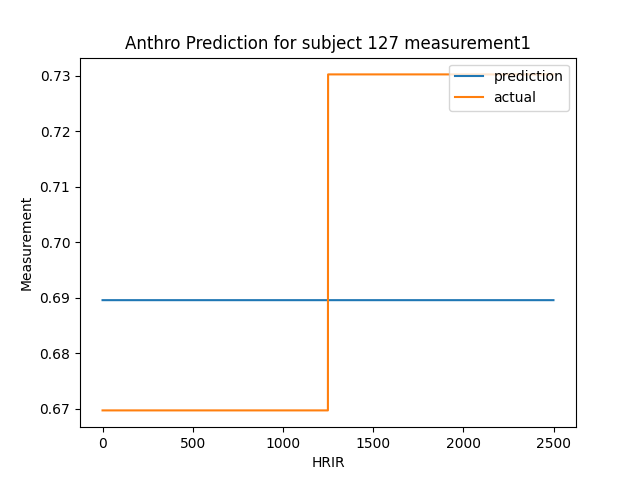 Anthro Prediction for subject 127 measurement1
0.73
0.72
0.71
0.70
0.69
0.68
0.67
Measurement
prediction
actual
0
500
1000
1500
2000
2500
HRIR